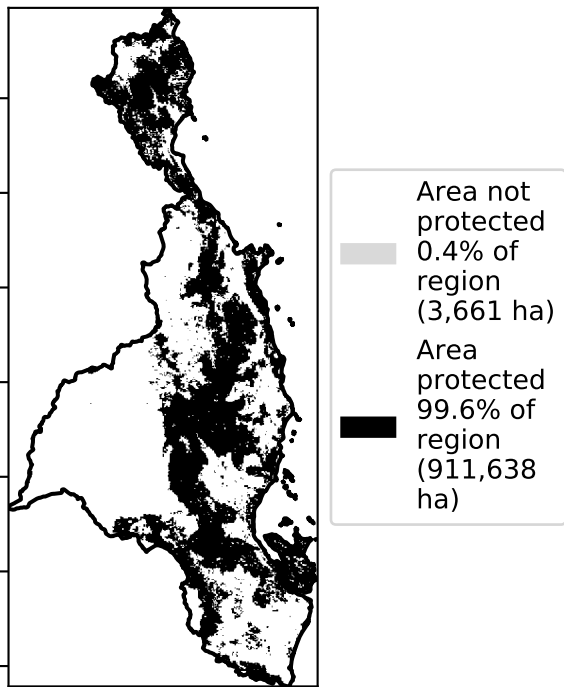 Area not
protected
0.4% of
region
(3,661 ha)
Area
protected
99.6% of
region
(911,638
ha)